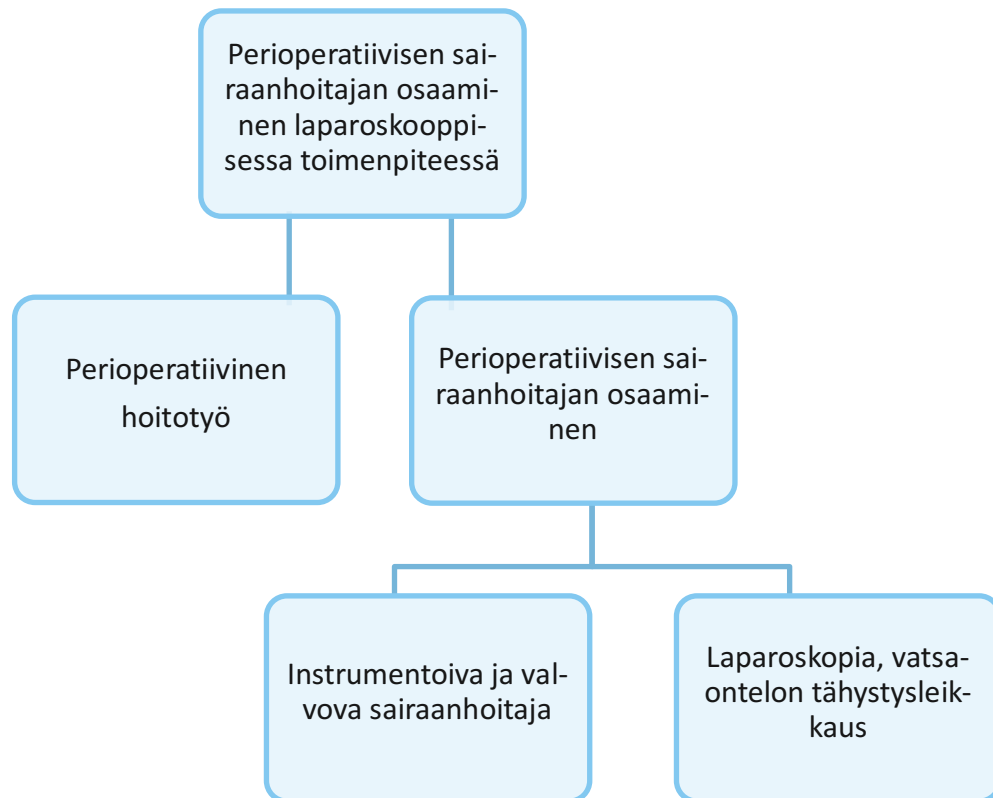 Perioperatiivisen sai-
raanhoitajan osaami-
nen laparoskooppi-
sessa toimenpiteessä
Perioperatiivinen
hoitotyö
Perioperatiivisen sai-
raanhoitajan osaami-
nen
Instrumentoiva ja val-
vova sairaanhoitaja
Laparoskopia, vatsa-
ontelon tähystysleik-
kaus